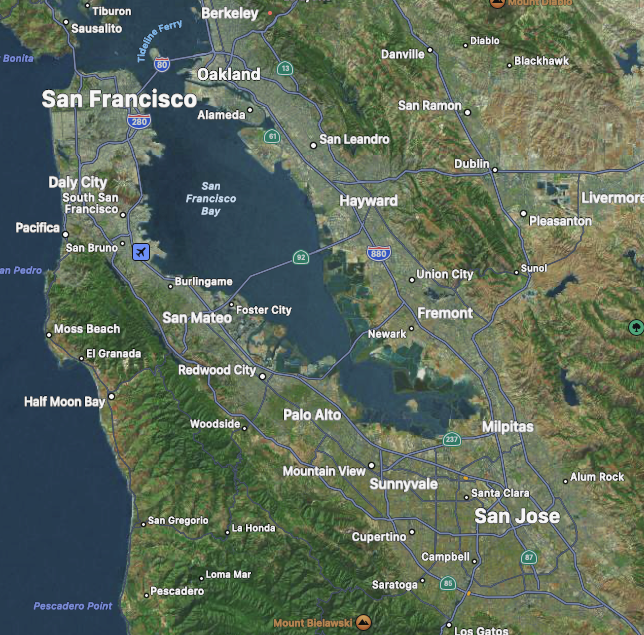 Tiburon
Sausalito
Berkeley
MountDiablo
Bonita
Tideline Ferry
80
Diablo
Danville
Blackhawk
Oakland
13
San Francisco
San Ramon
Alameda
280
61
San Leandro
Dublin
Daly City
San
Francisco
Bay
South San
Francisco
Hayward
Livermore
Pleasanton
Pacifica
San Bruno
92
880
an Pedro
Burlingame
Union City
Sunol
San Mateo
Foster City
Fremont
Moss Beach
Newark
El Granada
Redwood City
Half Moon Bay
Palo Alto
Woodside
Milpitas
237
Mountain View
Sunnyvale
Alum Rock
Santa Clara
San Gregorio
La Honda
San Jose
Cupertino
Campbell
87
Loma Mar
Saratoga
85
Pescadero
Pescadero Point
Mount Bielawski
Los Gatos